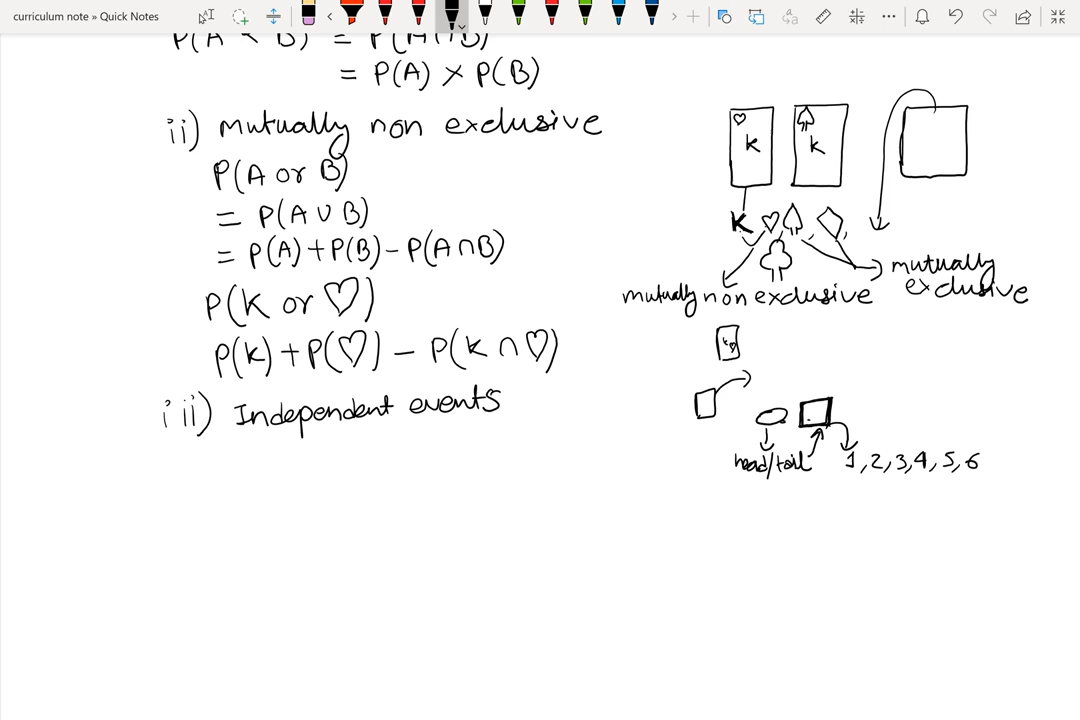 curriculum note » Quick Notes
= P(A∩B)
= P(A) × P(B)
ii) mutually non exclusive
P(A or B)
= P(A ∪ B)
= P(A) + P(B) - P(A∩B)
P(K or ♡)
P(k) + P(♡) - P(k ∩ ♡)
iii) Independent events
♡ K
♤ K
K ♡ ♤ ♢,
♧
mutually non exclusive
mutually exclusive
k♡
head/tail
1, 2, 3, 4, 5, 6